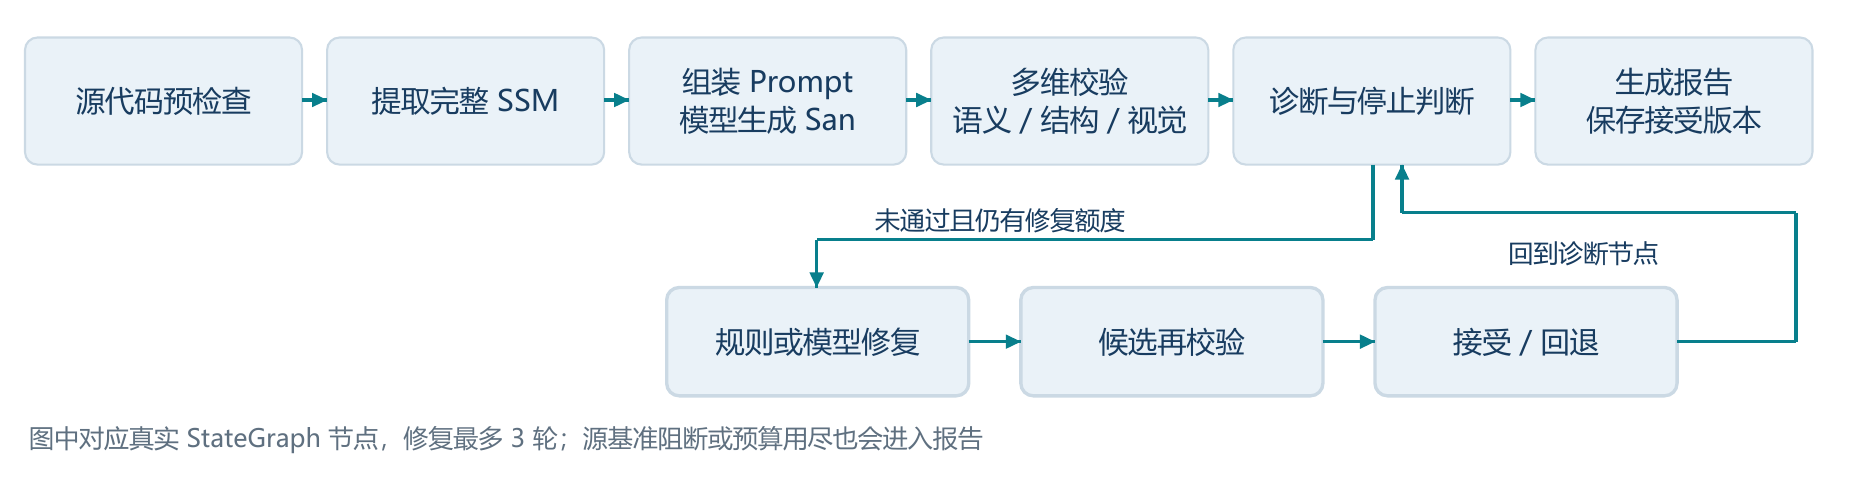 源代码预检查
提取完整 SSM
组装 Prompt
模型生成 San
多维校验
语义 / 结构 / 视觉
诊断与停止判断
生成报告
保存接受版本
未通过且仍有修复额度
回到诊断节点
规则或模型修复
候选再校验
接受 / 回退
图中对应真实 StateGraph 节点，修复最多 3 轮；源基准阻断或预算用尽也会进入报告